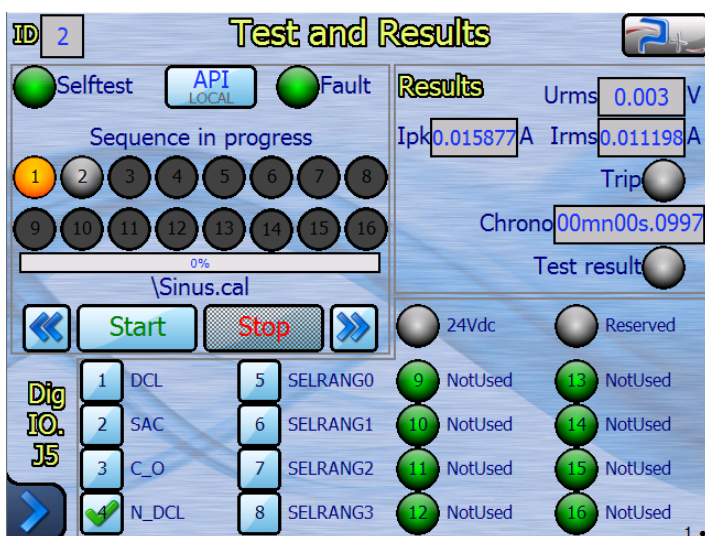 ID 2 Test and Results
Selftest API LOCAL Fault
Sequence in progress
1 2 3 4 5 6 7 8
9 10 11 12 13 14 15 16
0%
\Sinus.cal
Start Stop
Results
Urms 0.003 V
Ipk 0.015877 A Irms 0.011198 A
Trip
Chrono 00mn00s.0997
Test result
24Vdc Reserved
Dig IO. J5
1 DCL 5 SELRANG0 9 NotUsed 13 NotUsed
2 SAC 6 SELRANG1 10 NotUsed 14 NotUsed
3 C_O 7 SELRANG2 11 NotUsed 15 NotUsed
4 N_DCL 8 SELRANG3 12 NotUsed 16 NotUsed